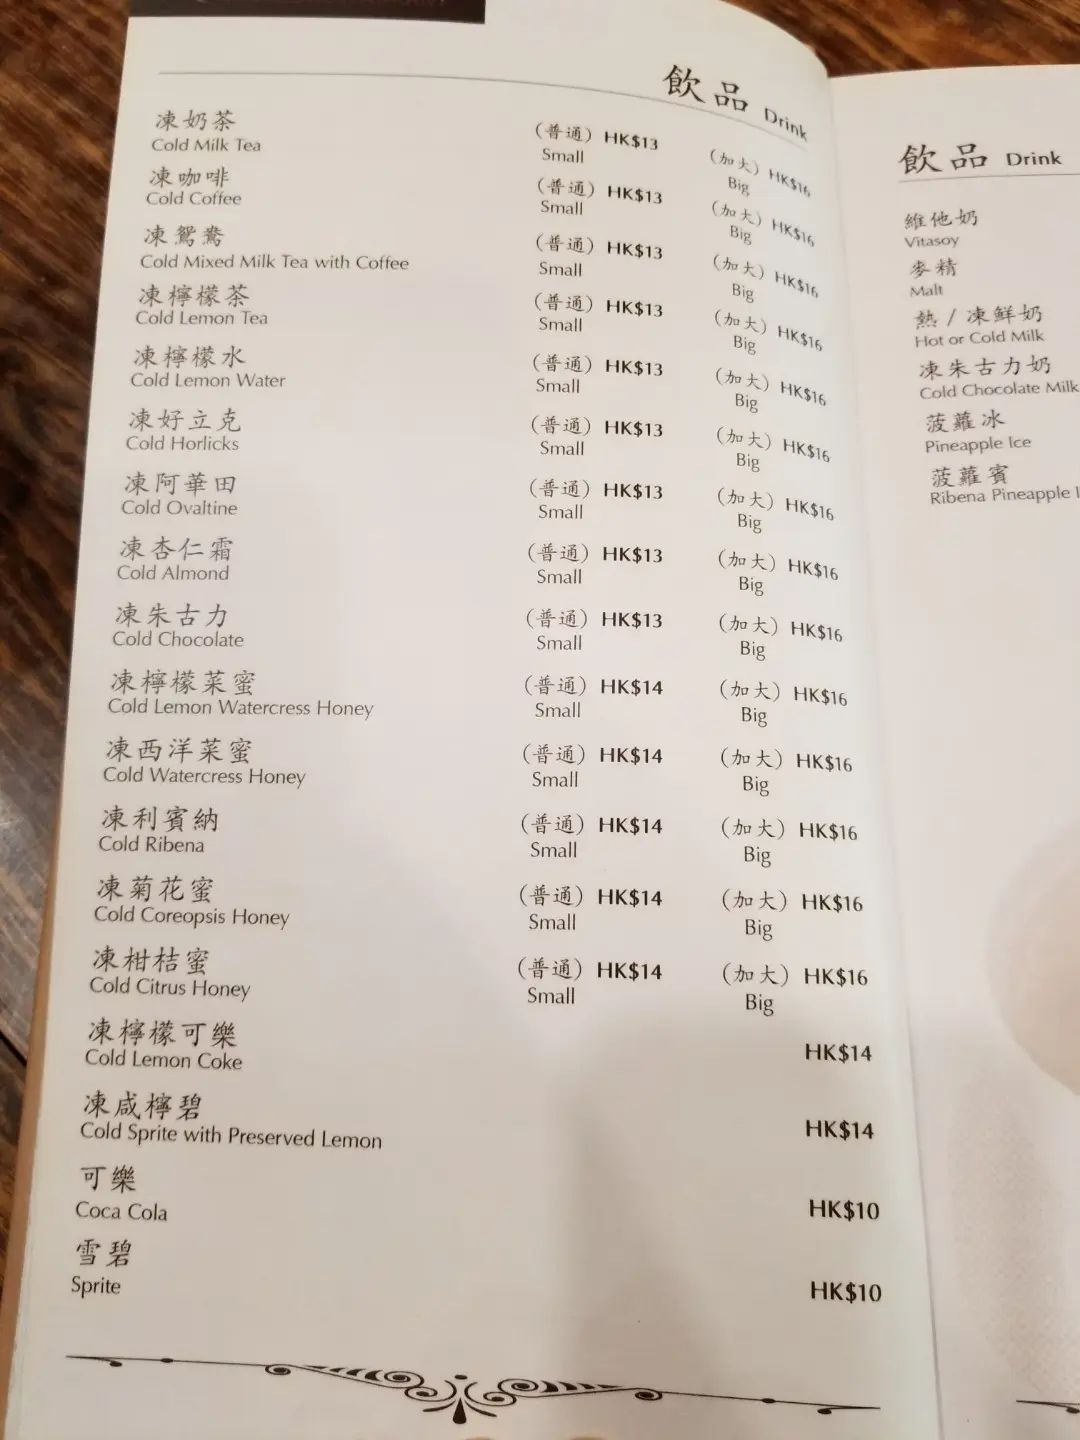 飲品 Drink
凍奶茶 (普通) HK$13 (加大) HK$16
Cold Milk Tea Small Big
凍咖啡 (普通) HK$13 (加大) HK$16
Cold Coffee Small Big
凍鴛鴦 (普通) HK$13 (加大) HK$16
Cold Mixed Milk Tea with Coffee Small Big
凍檸檬茶 (普通) HK$13 (加大) HK$16
Cold Lemon Tea Small Big
凍檸檬水 (普通) HK$13 (加大) HK$16
Cold Lemon Water Small Big
凍好立克 (普通) HK$13 (加大) HK$16
Cold Horlicks Small Big
凍阿華田 (普通) HK$13 (加大) HK$16
Cold Ovaltine Small Big
凍杏仁霜 (普通) HK$13 (加大) HK$16
Cold Almond Small Big
凍朱古力 (普通) HK$13 (加大) HK$16
Cold Chocolate Small Big
凍檸檬菜蜜 (普通) HK$14 (加大) HK$16
Cold Lemon Watercress Honey Small Big
凍西洋菜蜜 (普通) HK$14 (加大) HK$16
Cold Watercress Honey Small Big
凍利賓納 (普通) HK$14 (加大) HK$16
Cold Ribena Small Big
凍菊花蜜 (普通) HK$14 (加大) HK$16
Cold Coreopsis Honey Small Big
凍柑桔蜜 (普通) HK$14 (加大) HK$16
Cold Citrus Honey Small Big
凍檸檬可樂
Cold Lemon Coke HK$14
凍咸檸碧
Cold Sprite with Preserved Lemon HK$14
可樂
Coca Cola HK$10
雪碧
Sprite HK$10
飲品 Drink
維他奶
Vitasoy
麥精
Malt
熱 / 凍鮮奶
Hot or Cold Milk
凍朱古力奶
Cold Chocolate Milk
菠蘿冰
Pineapple Ice
菠蘿賓
Ribena Pineapple